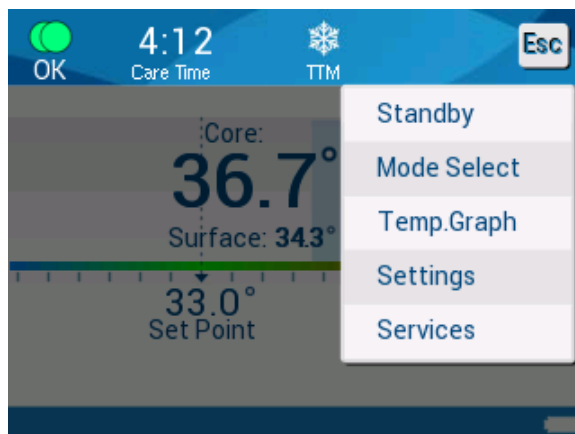 4:12
Esc
OK
Care Time
TTM
Core:
36.7°
Surface: 34.3°
33.0°
Set Point
Standby
Mode Select
Temp.Graph
Settings
Services